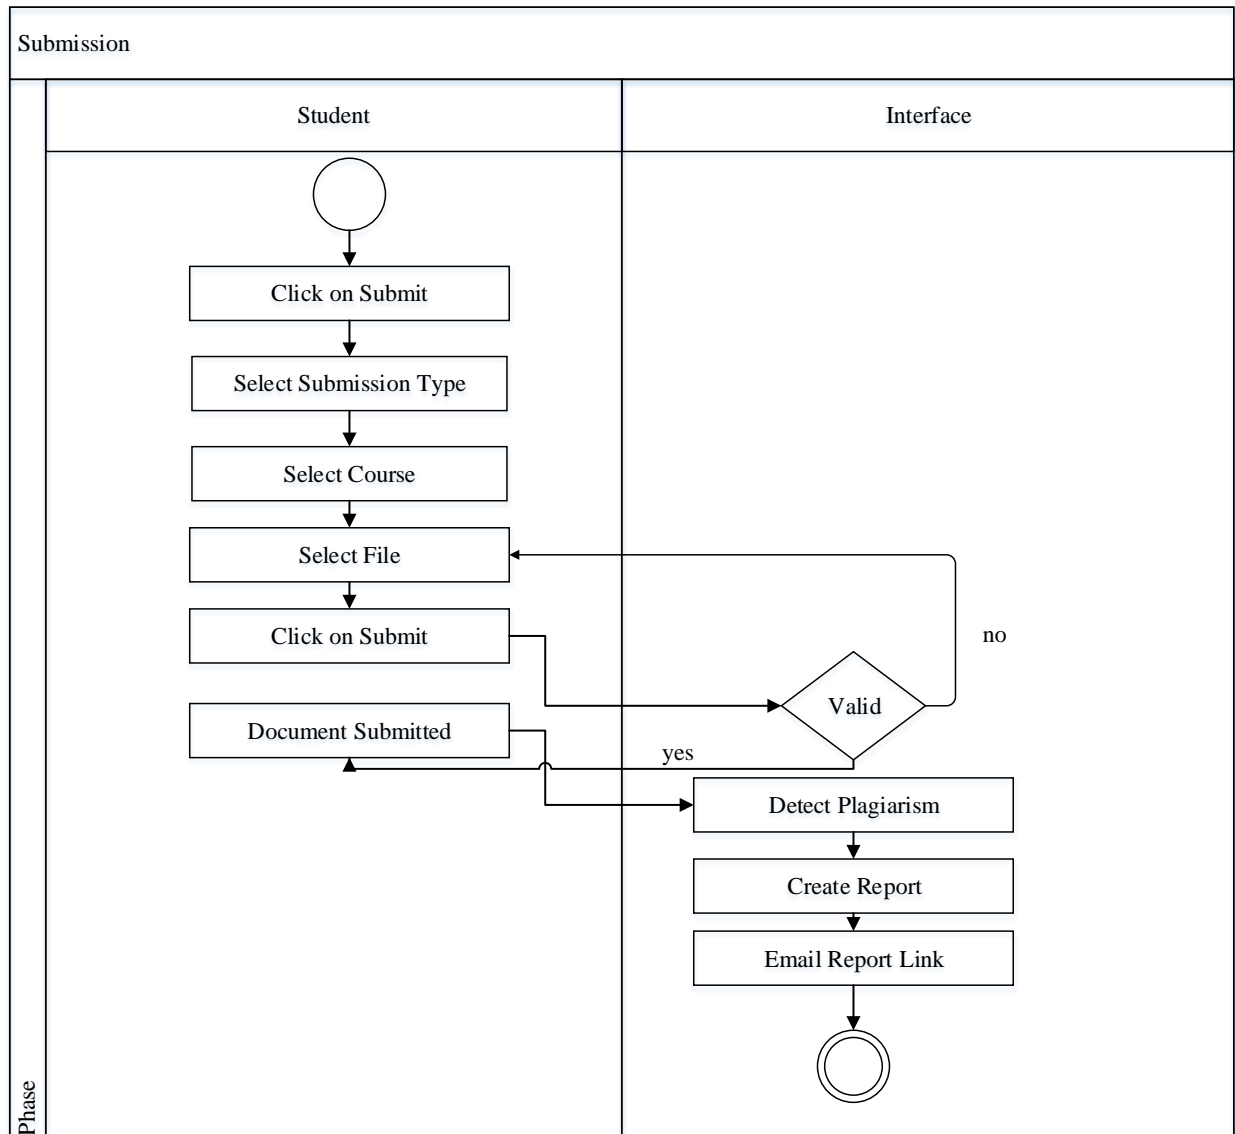 Submission
Student
Interface
Click on Submit
Select Submission Type
Select Course
Select File
Click on Submit
no
Valid
Document Submitted
yes
Detect Plagiarism
Create Report
Email Report Link
Phase